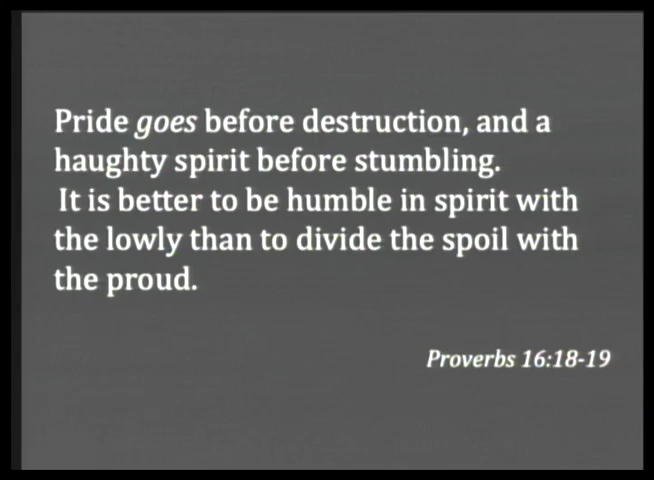 Pride goes before destruction, and a
haughty spirit before stumbling.
It is better to be humble in spirit with
the lowly than to divide the spoil with
the proud.
Proverbs 16:18-19